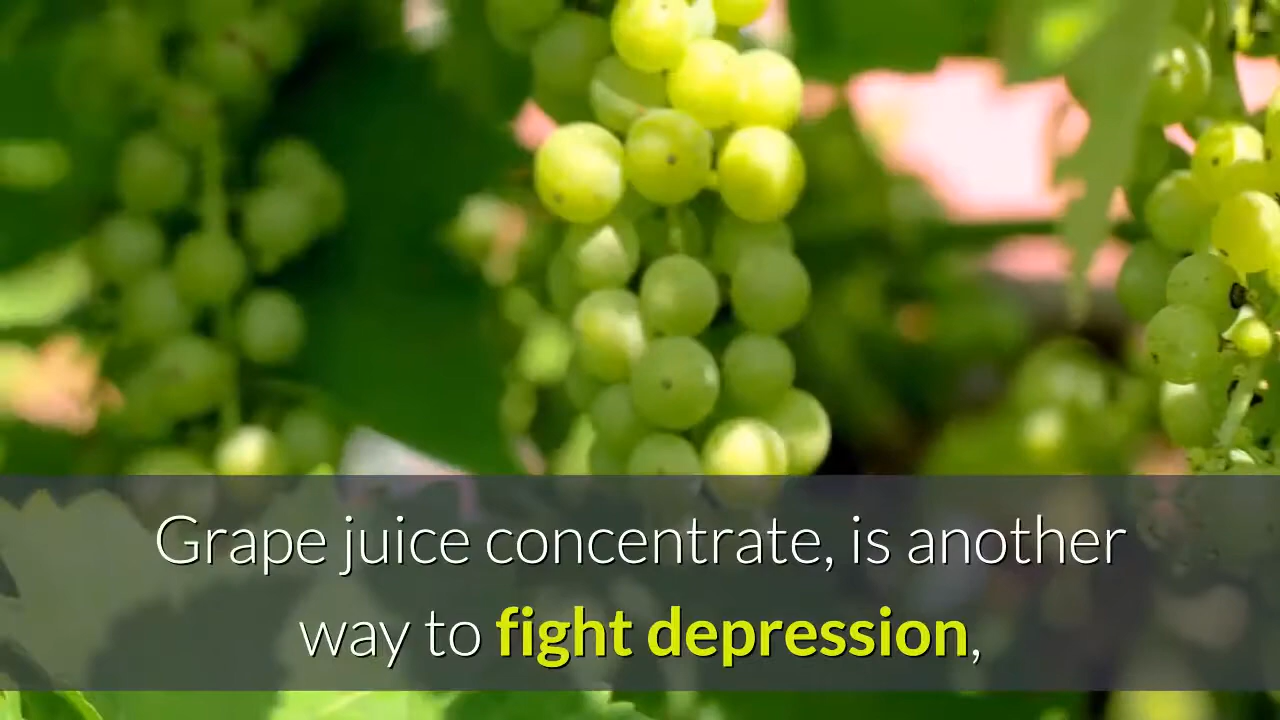 Grape juice concentrate, is another
way to fight depression,